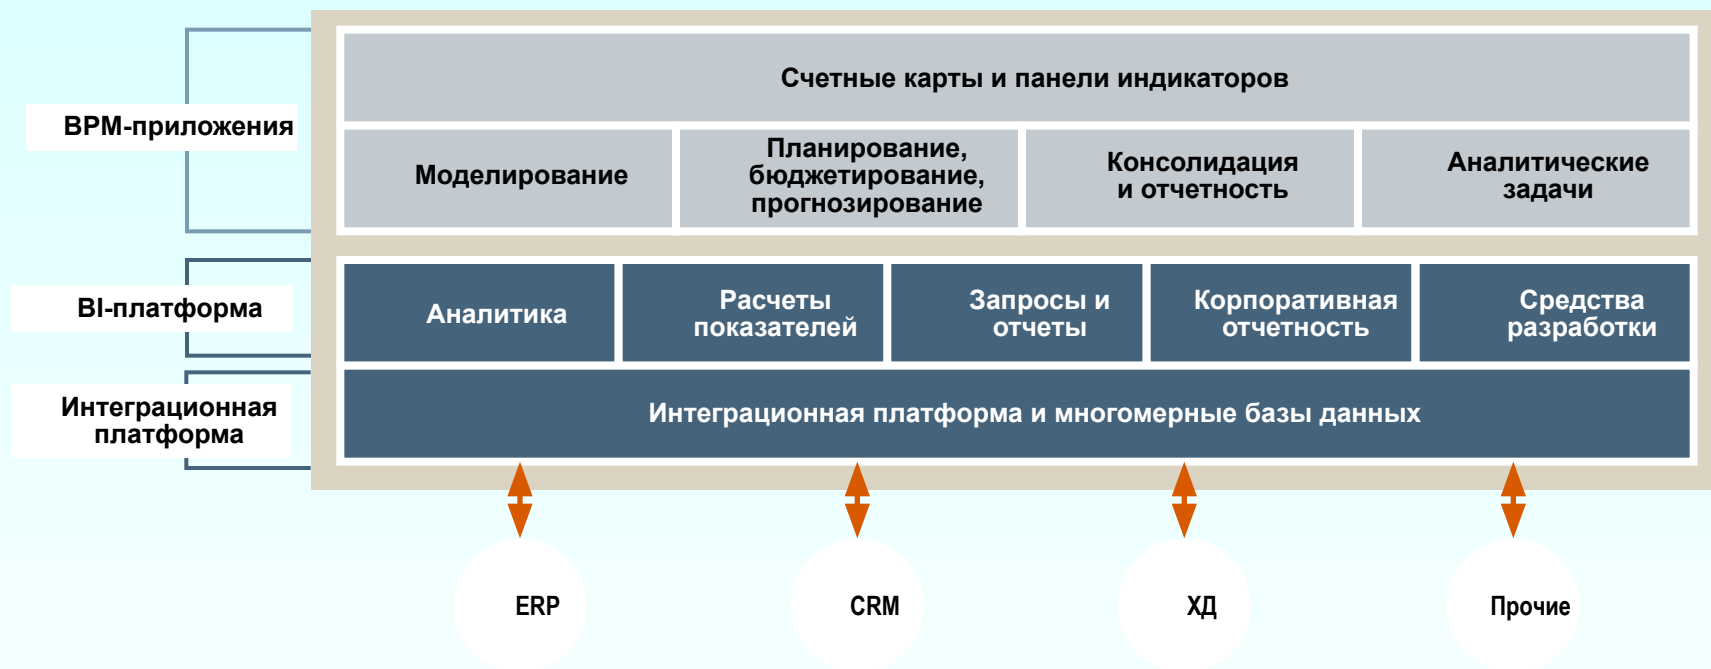 Счетные карты и панели индикаторов
BPM-приложения
Моделирование
Планирование,
бюджетирование,
прогнозирование
Консолидация
и отчетность
Аналитические
задачи
BI-платформа
Аналитика
Расчеты
показателей
Запросы и
отчеты
Корпоративная
отчетность
Средства
разработки
Интеграционная
платформа
Интеграционная платформа и многомерные базы данных
ERP
CRM
ХД
Прочие